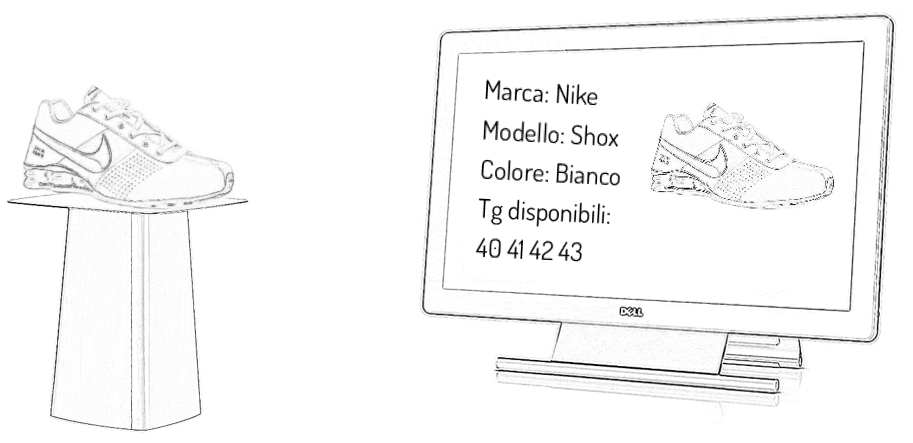 Marca: Nike
Modello: Shox
Colore: Bianco
Tg disponibili:
40 41 42 43
DELL